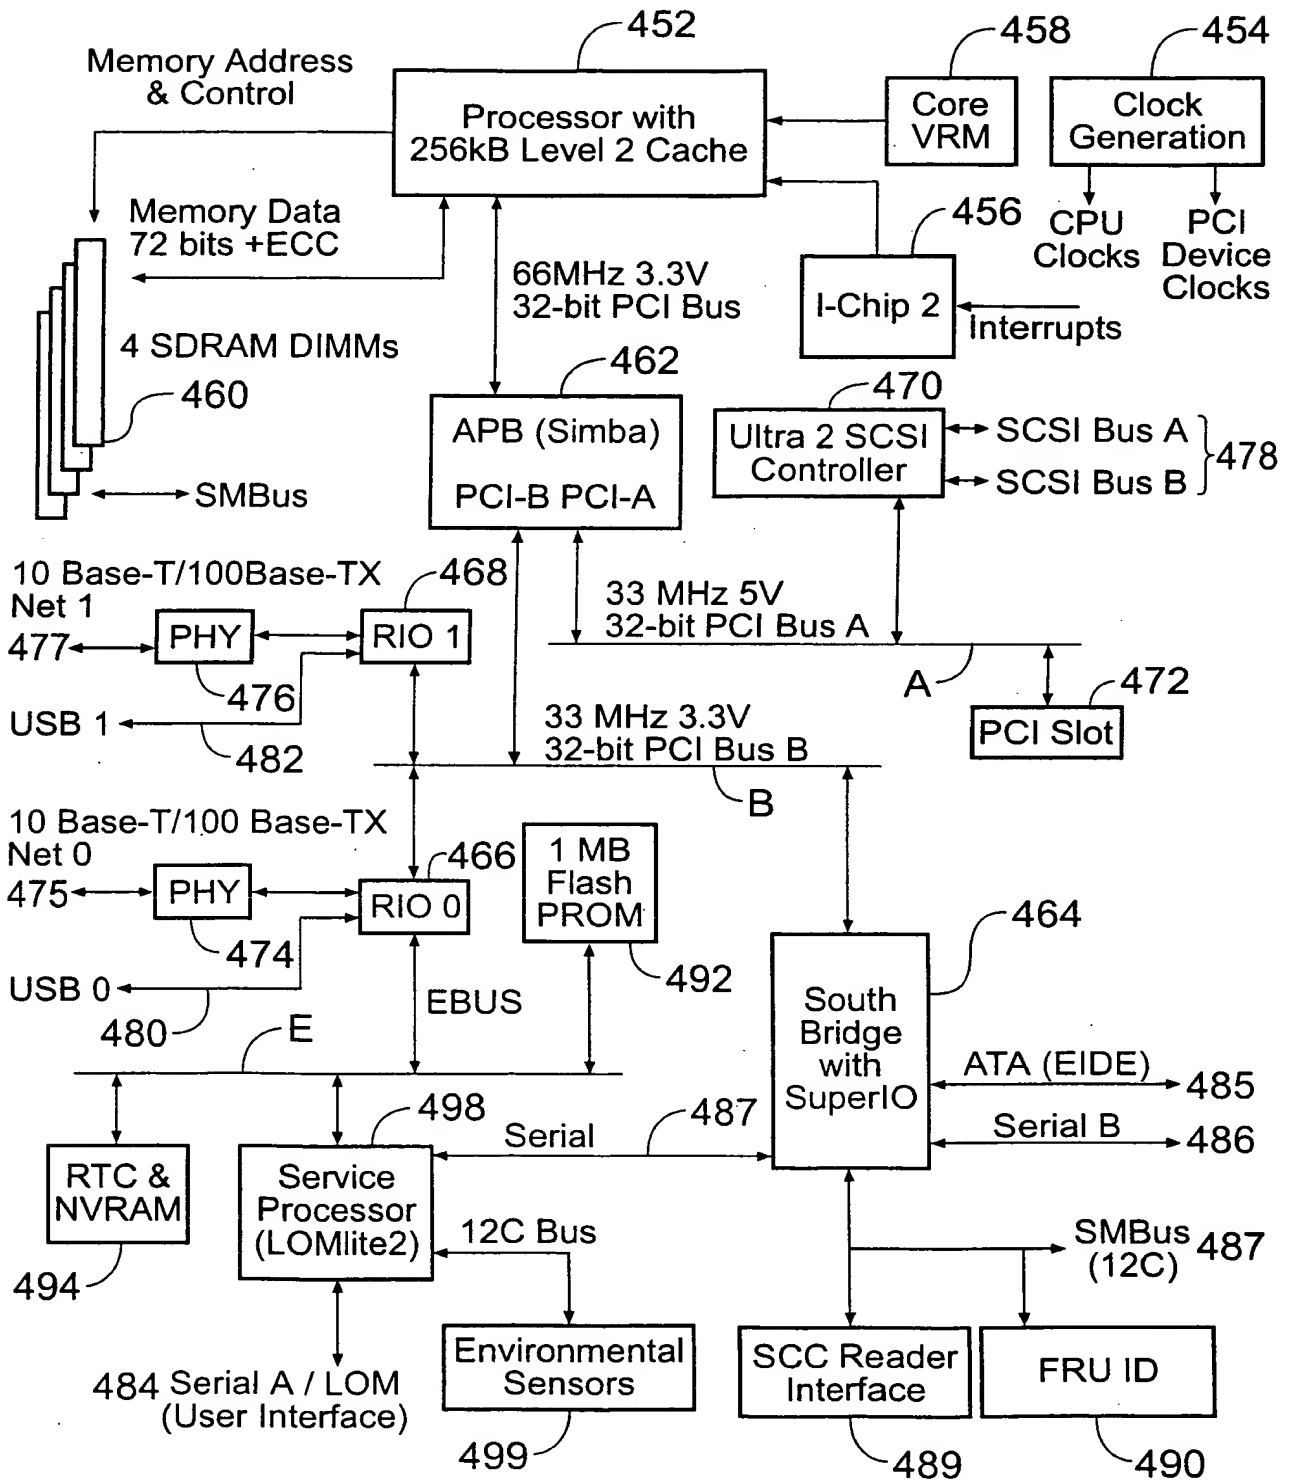 452
458
454
Memory Address
& Control
Processor with
256kB Level 2 Cache
Core
VRM
Clock
Generation
Memory Data
72 bits +ECC
456
CPU
Clocks
PCI
Device
Clocks
66MHz 3.3V
32-bit PCI Bus
I-Chip 2
Interrupts
4 SDRAM DIMMs
460
462
470
APB (Simba)
PCI-B PCI-A
Ultra 2 SCSI
Controller
SCSI Bus A
SCSI Bus B
478
SMBus
10 Base-T/100Base-TX
Net 1
477
PHY
476
468
RIO 1
33 MHz 5V
32-bit PCI Bus A
A
472
PCI Slot
USB 1
482
33 MHz 3.3V
32-bit PCI Bus B
B
10 Base-T/100 Base-TX
Net 0
475
PHY
474
466
RIO 0
1 MB
Flash
PROM
492
464
USB 0
480
EBUS
E
South
Bridge
with
SuperIO
ATA (EIDE)
485
Serial B
486
498
Serial
487
RTC &
NVRAM
494
Service
Processor
(LOMlite2)
12C Bus
SMBus
(12C)
487
484 Serial A / LOM
(User Interface)
Environmental
Sensors
499
SCC Reader
Interface
489
FRU ID
490